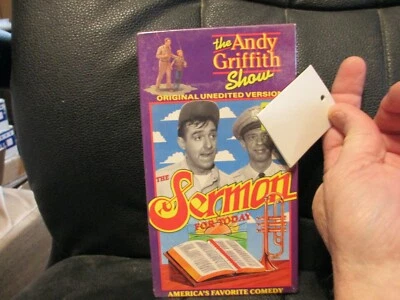 the Andy
Griffith
Show
ORIGINAL UNEDITED VERSION
THE
Sermon
FOR TODAY
AMERICA'S FAVORITE COMEDY